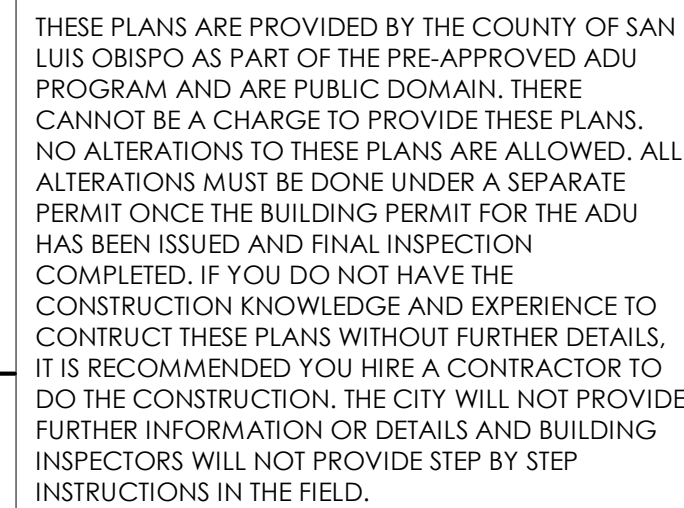 THESE PLANS ARE PROVIDED BY THE COUNTY OF SAN
LUIS OBISPO AS PART OF THE PRE-APPROVED ADU
PROGRAM AND ARE PUBLIC DOMAIN. THERE
CANNOT BE A CHARGE TO PROVIDE THESE PLANS.
NO ALTERATIONS TO THESE PLANS ARE ALLOWED. ALL
ALTERATIONS MUST BE DONE UNDER A SEPARATE
PERMIT ONCE THE BUILDING PERMIT FOR THE ADU
HAS BEEN ISSUED AND FINAL INSPECTION
COMPLETED. IF YOU DO NOT HAVE THE
CONSTRUCTION KNOWLEDGE AND EXPERIENCE TO
CONTRUCT THESE PLANS WITHOUT FURTHER DETAILS,
IT IS RECOMMENDED YOU HIRE A CONTRACTOR TO
DO THE CONSTRUCTION. THE CITY WILL NOT PROVIDE
FURTHER INFORMATION OR DETAILS AND BUILDING
INSPECTORS WILL NOT PROVIDE STEP BY STEP
INSTRUCTIONS IN THE FIELD.